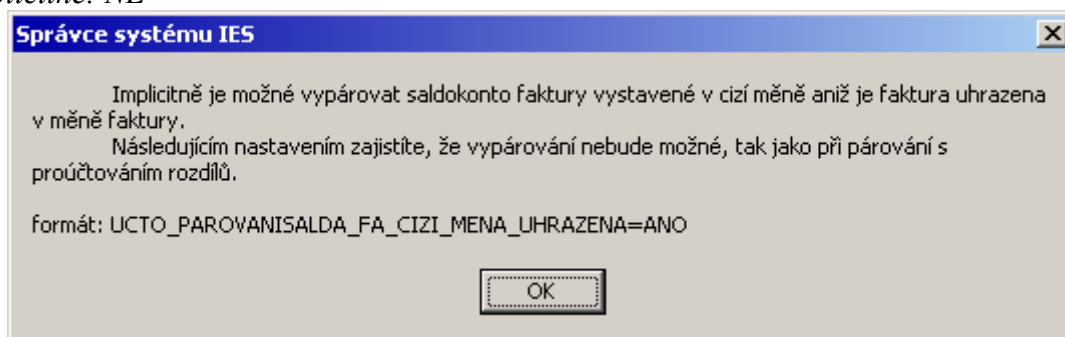 Správce systému IES
Implicitně je možné vypárovat saldokonto faktury vystavené v cizí měně aniž je faktura uhrazena
v měně faktury.
Následujícím nastavením zajistíte, že vypárování nebude možné, tak jako při párování s
proúčtováním rozdílů.
formát: UCTO_PAROVANISALDA_FA_CIZI_MENA_UHRAZENA=ANO
OK